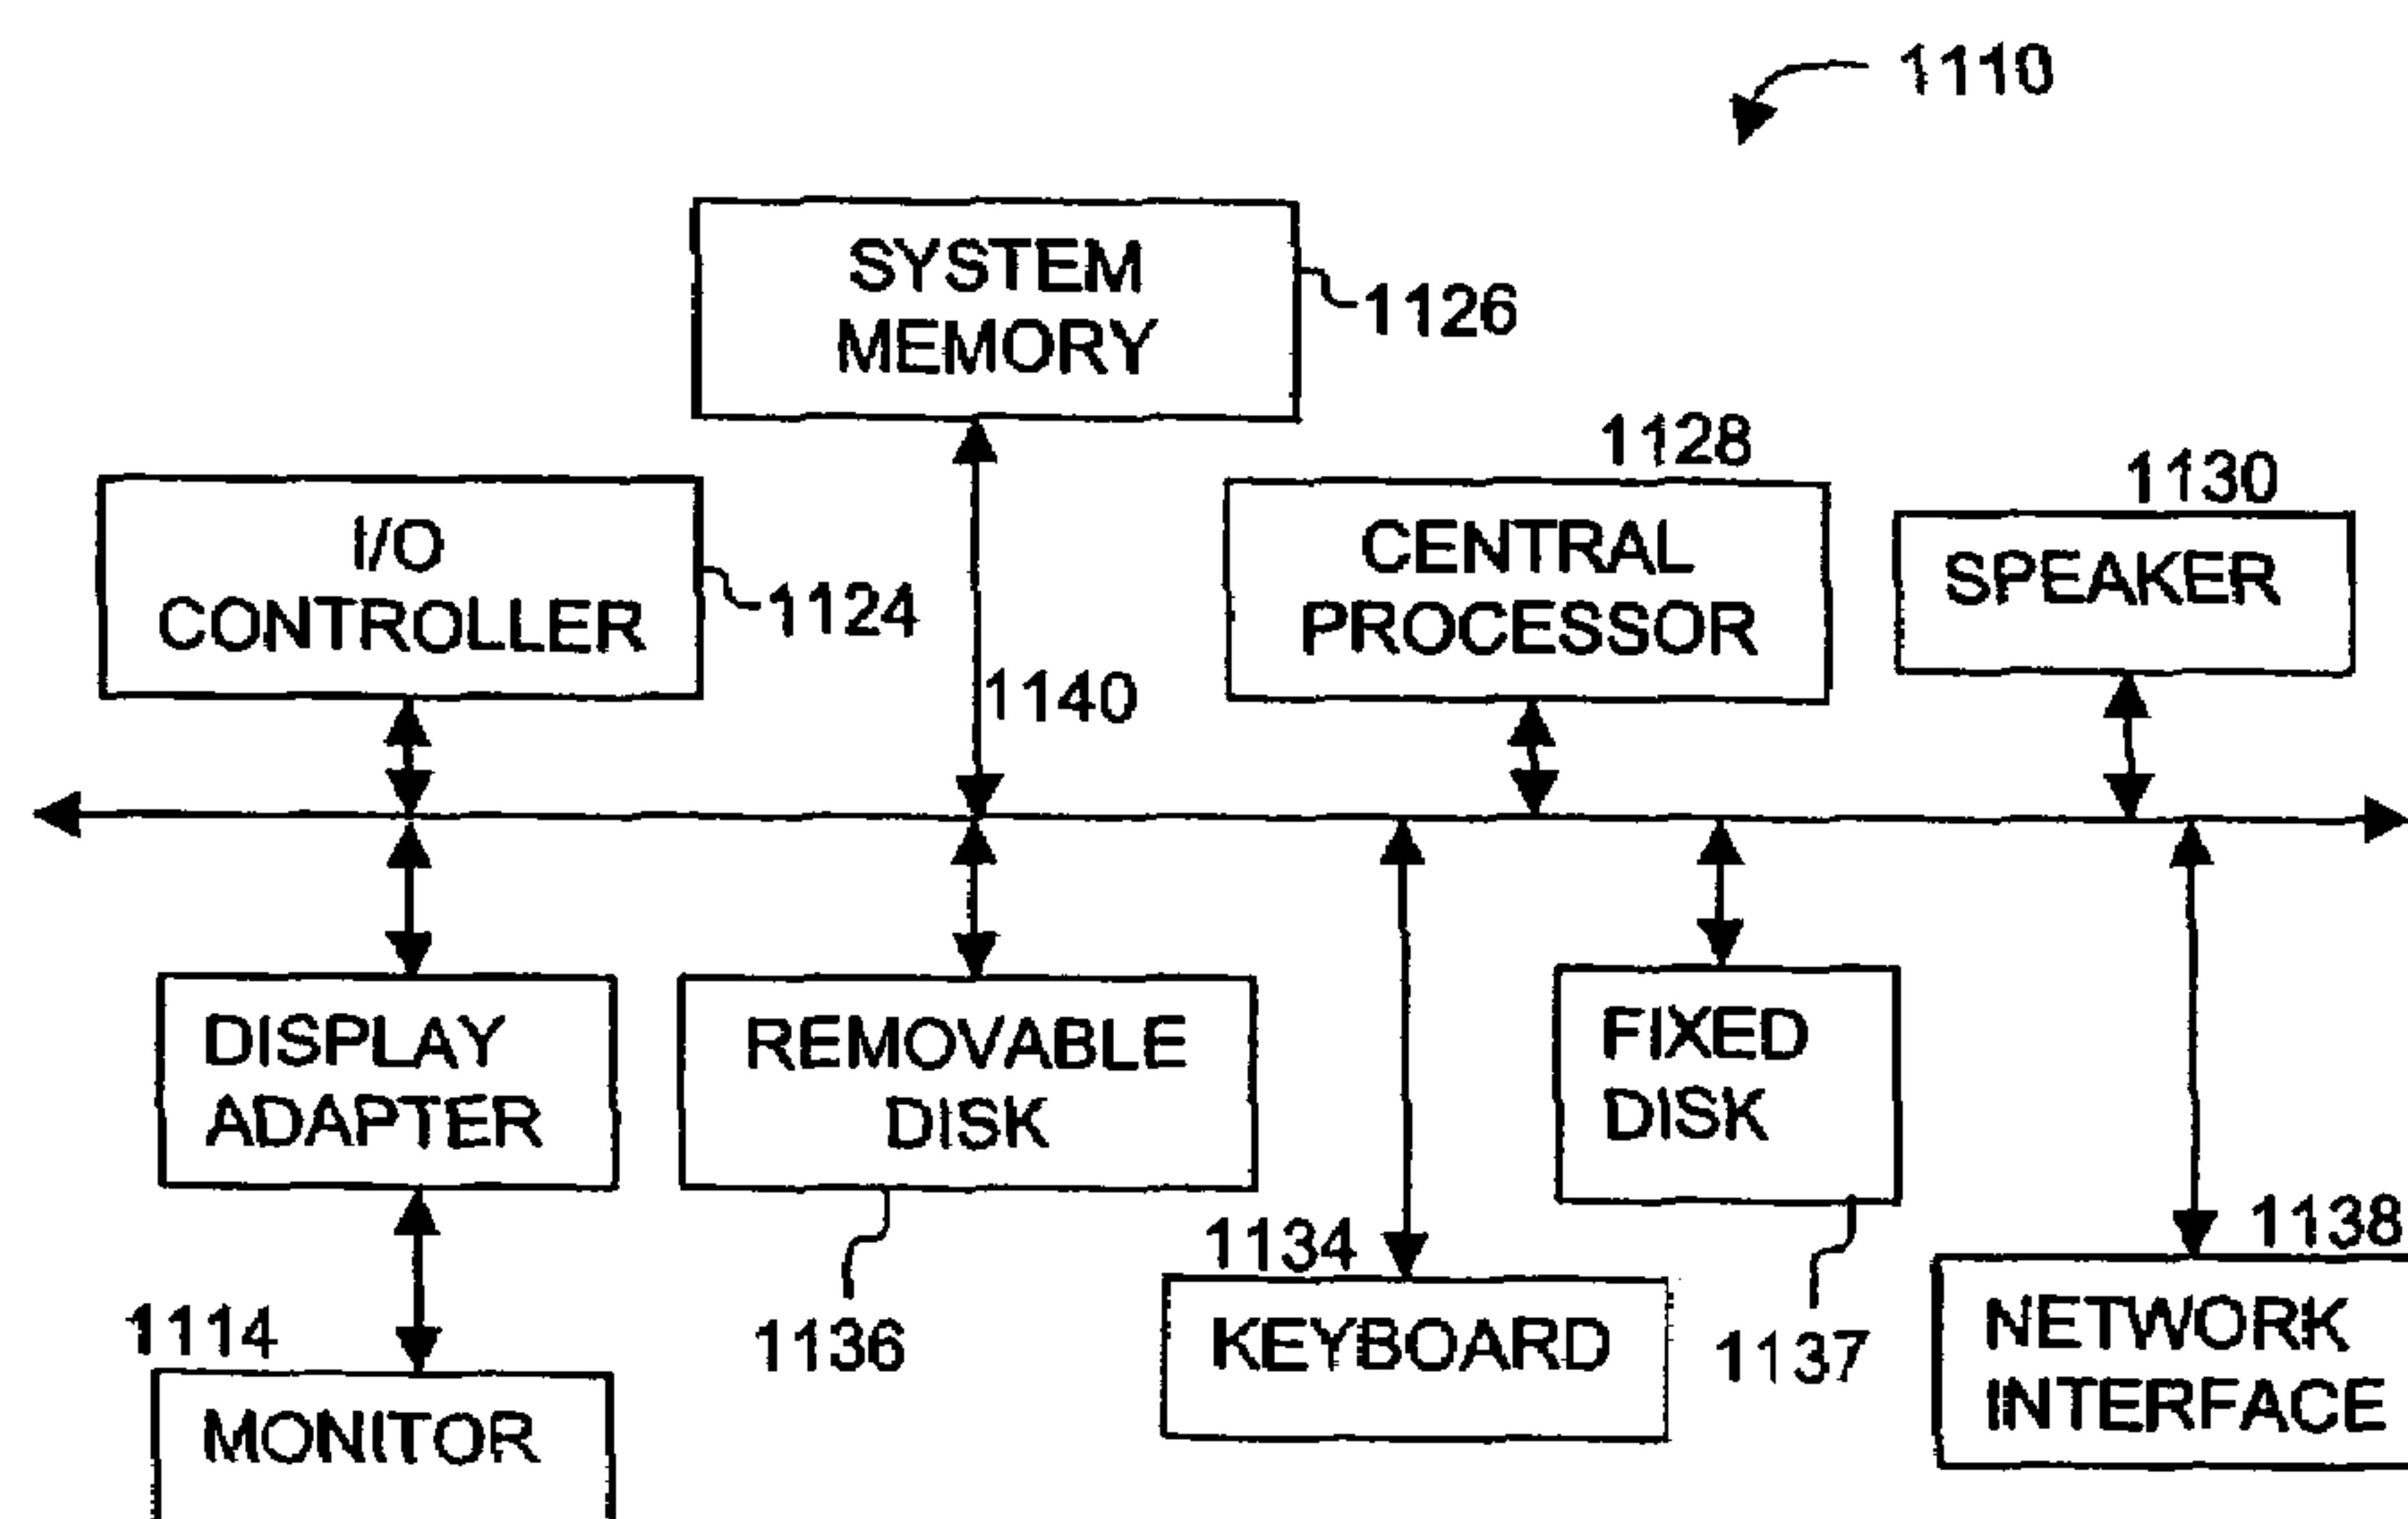 1110
SYSTEM
MEMORY
1126
1128
1130
I/O
CONTROLLER
1124
CENTRAL
PROCESSOR
SPEAKER
1140
DISPLAY
ADAPTER
REMOVABLE
DISK
FIXED
DISK
1114
1136
1134
1137
1138
MONITOR
KEYBOARD
NETWORK
INTERFACE